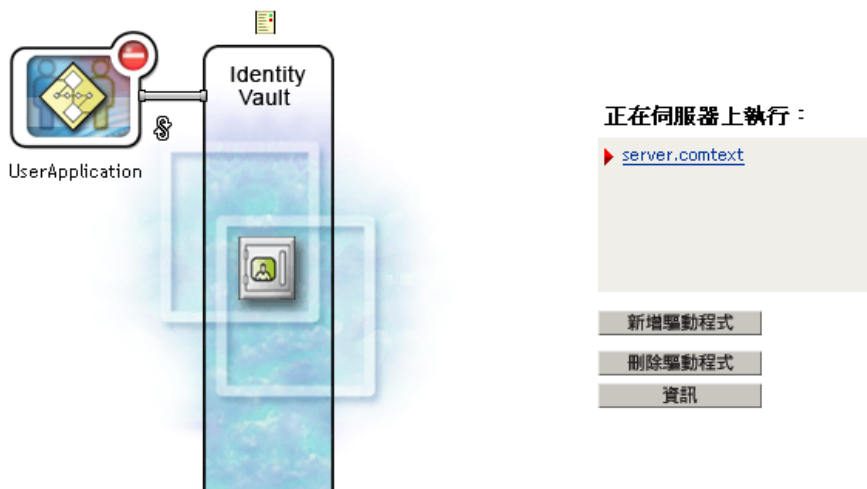 Identity
Vault
UserApplication
正在伺服器上執行：
server.comtext
新增驅動程式
刪除驅動程式
資訊